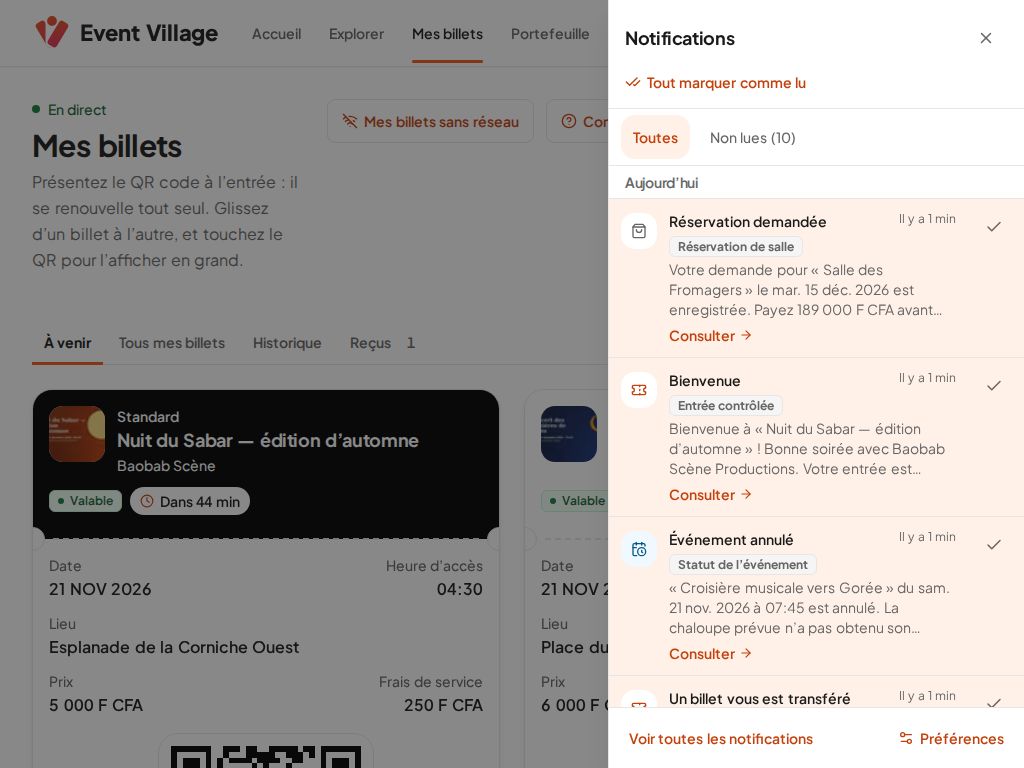 Event Village
Accueil
Explorer
Mes billets
Portefeuille
En direct
Mes billets
Présentez le QR code à l’entrée : il
se renouvelle tout seul. Glissez
d’un billet à l’autre, et touchez le
QR pour l’afficher en grand.
Mes billets sans réseau
À venir
Tous mes billets
Historique
Reçus 1
Standard
Nuit du Sabar — édition d’automne
Baobab Scène
Valable
Dans 44 min
Date
Heure d’accès
21 NOV 2026
04:30
Lieu
Esplanade de la Corniche Ouest
Prix
Frais de service
5 000 F CFA
250 F CFA
Valable
Date
21 NOV
Lieu
Place du
Prix
6 000 F
Notifications
Tout marquer comme lu
Toutes
Non lues (10)
Aujourd’hui
Réservation demandée
Il y a 1 min
Réservation de salle
Votre demande pour « Salle des
Fromagers » le mar. 15 déc. 2026 est
enregistrée. Payez 189 000 F CFA avant…
Consulter
Bienvenue
Il y a 1 min
Entrée contrôlée
Bienvenue à « Nuit du Sabar — édition
d’automne » ! Bonne soirée avec Baobab
Scène Productions. Votre entrée est…
Consulter
Événement annulé
Il y a 1 min
Statut de l’événement
« Croisière musicale vers Gorée » du sam.
21 nov. 2026 à 07:45 est annulé. La
chaloupe prévue n’a pas obtenu son…
Consulter
Un billet vous est transféré
Il y a 1 min
Voir toutes les notifications
Préférences